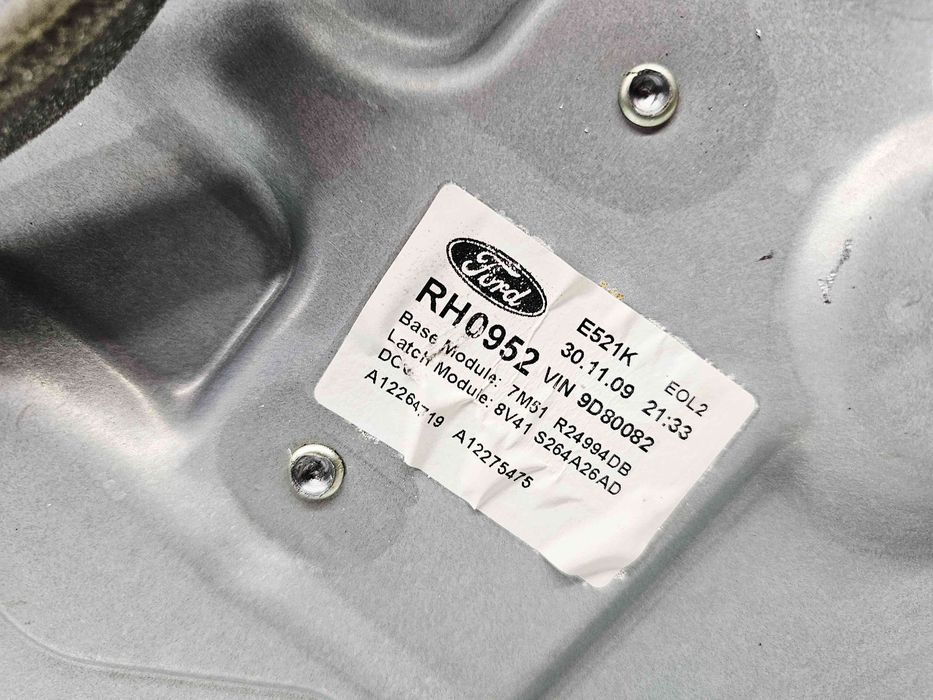 Ford
E521K EOL2
30.11.09 21:33
RH0952 VIN 9D80082
Base Module: 7M51 R24994DB
Latch Module: 8V41 S264A26AD
A12264719 A12275475